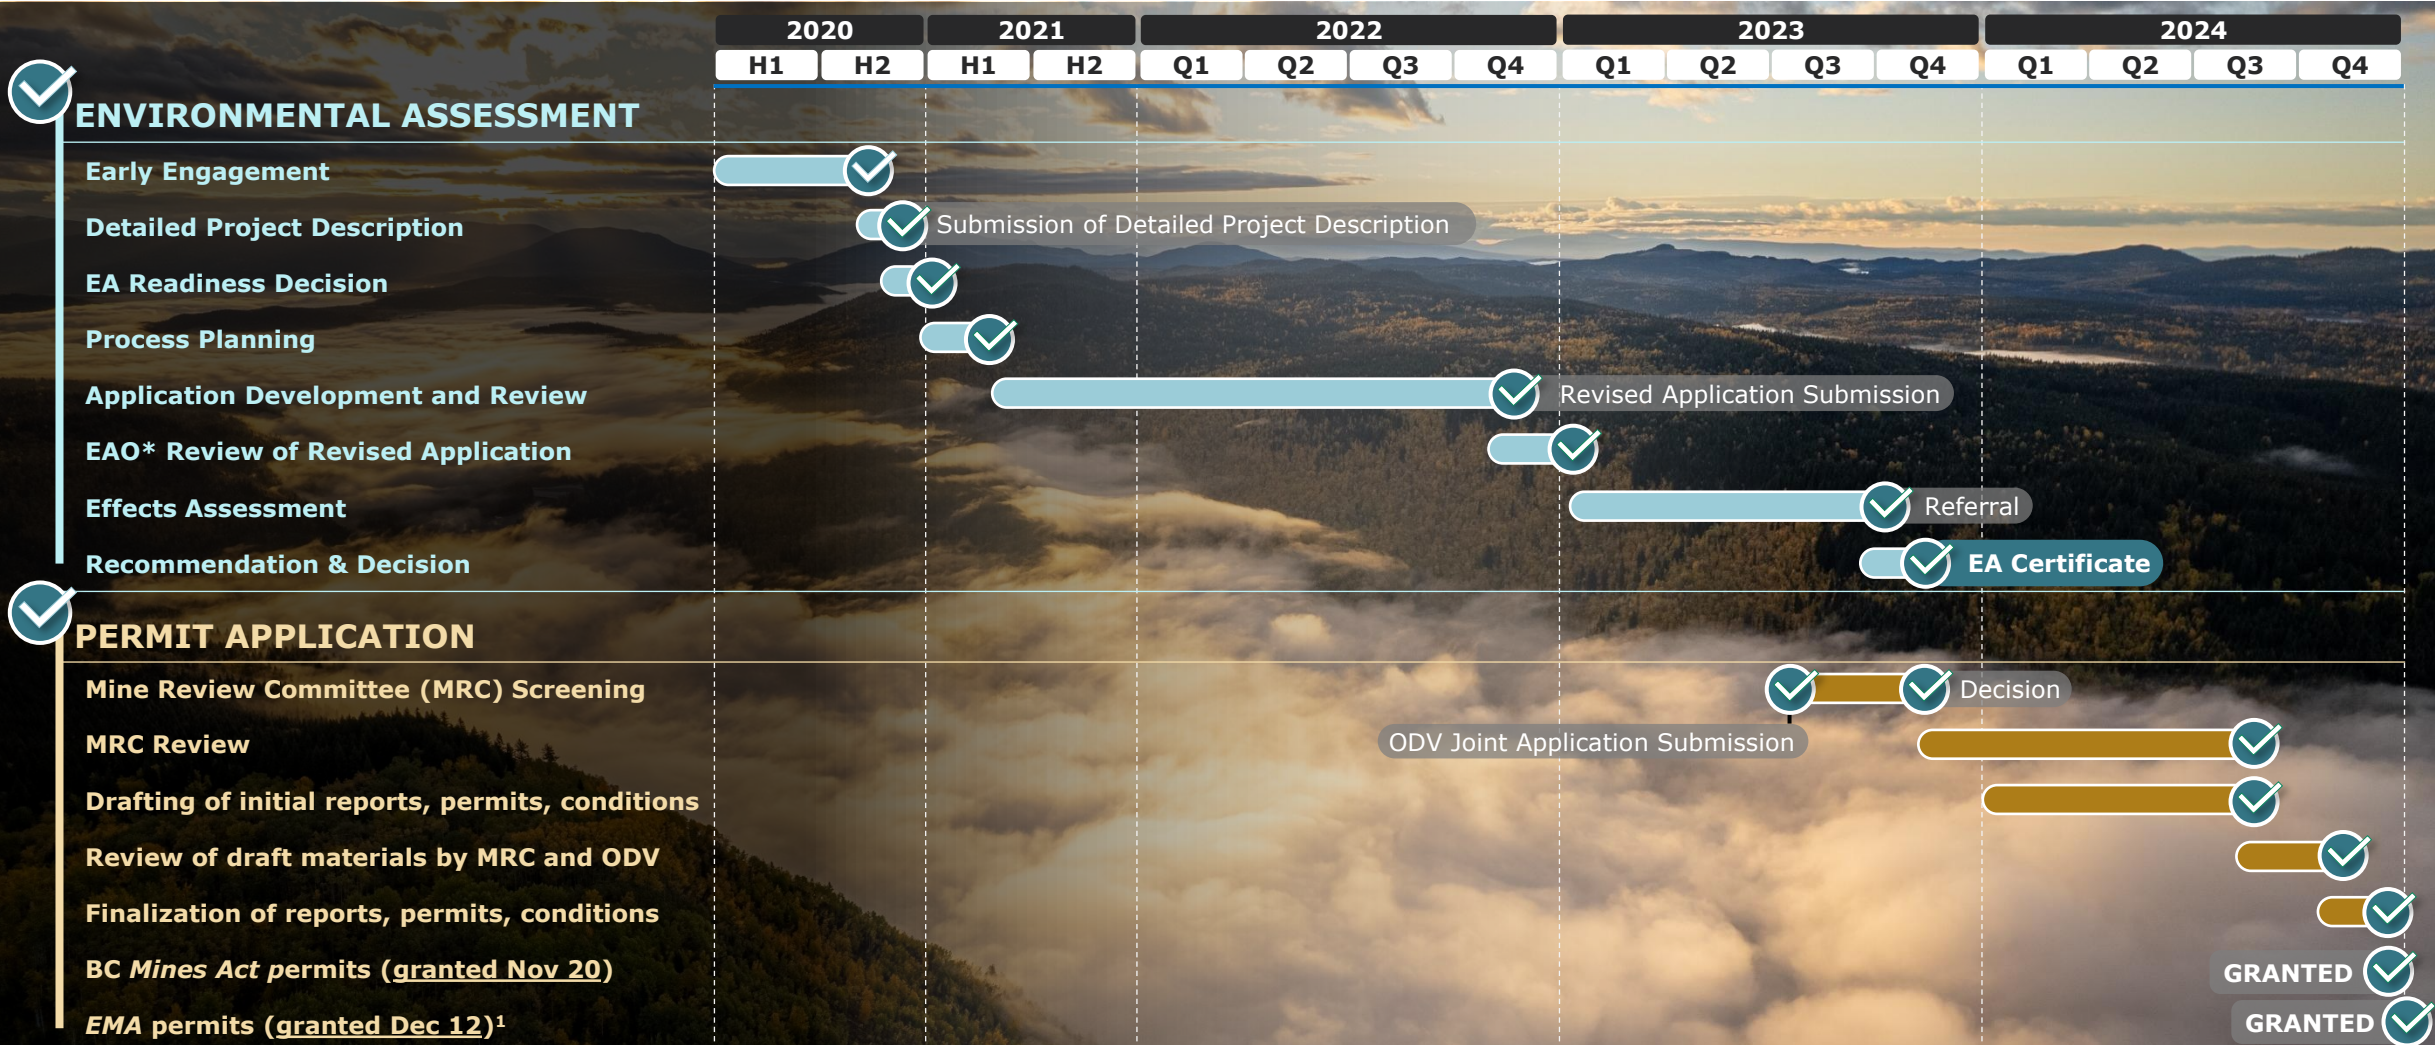 2020 2021 2022 2023 2024
H1 H2 H1 H2 Q1 Q2 Q3 Q4 Q1 Q2 Q3 Q4 Q1 Q2 Q3 Q4
ENVIRONMENTAL ASSESSMENT
Early Engagement
Detailed Project Description Submission of Detailed Project Description
EA Readiness Decision
Process Planning
Application Development and Review Revised Application Submission
EAO* Review of Revised Application
Effects Assessment Referral
Recommendation & Decision EA Certificate
PERMIT APPLICATION
Mine Review Committee (MRC) Screening Decision
MRC Review ODV Joint Application Submission
Drafting of initial reports, permits, conditions
Review of draft materials by MRC and ODV
Finalization of reports, permits, conditions
BC Mines Act permits (granted Nov 20) GRANTED
EMA permits (granted Dec 12)¹ GRANTED